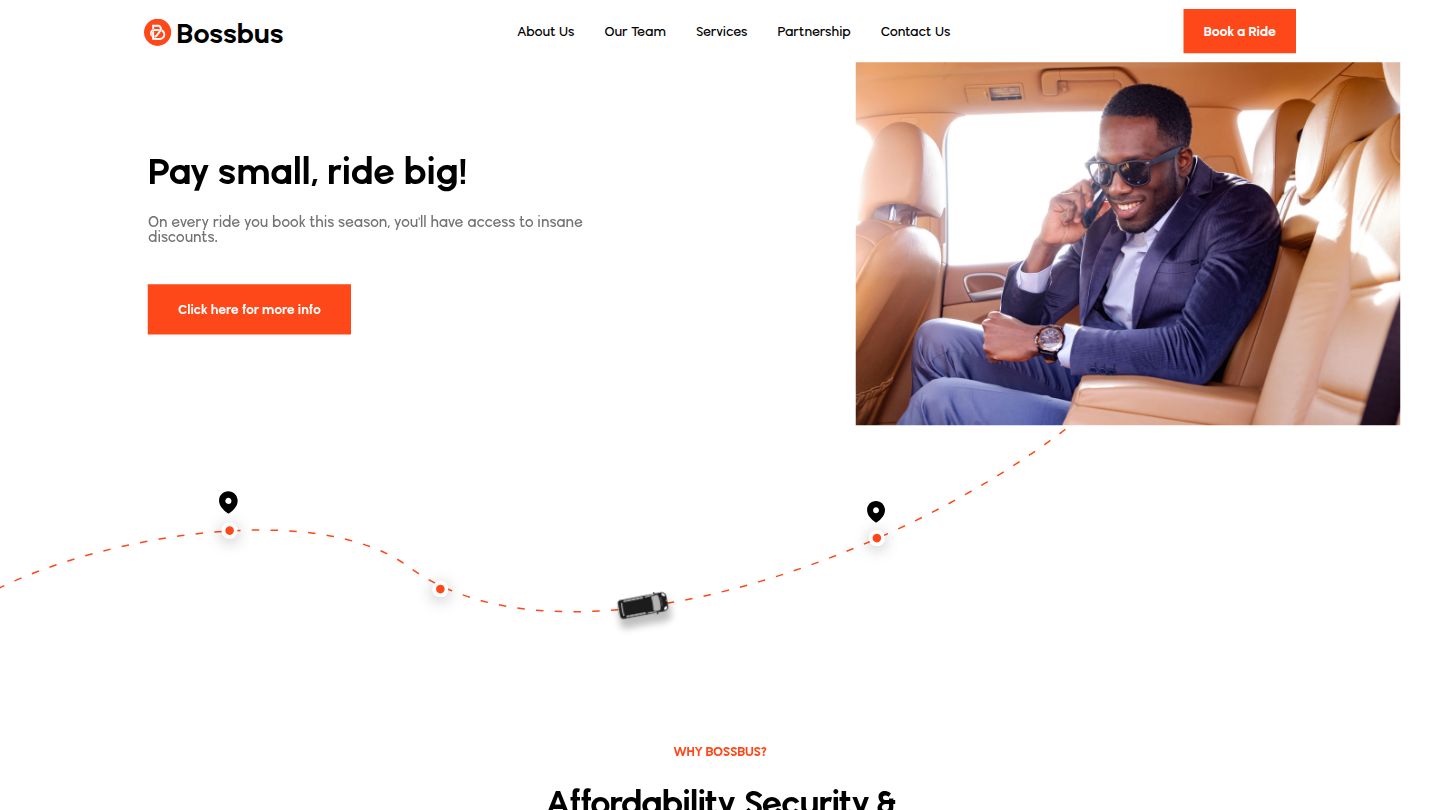 Bossbus
About Us
Our Team
Services
Partnership
Contact Us
Book a Ride
Pay small, ride big!
On every ride you book this season, you'll have access to insane
discounts.
Click here for more info
WHY BOSSBUS?
Affordability Security &